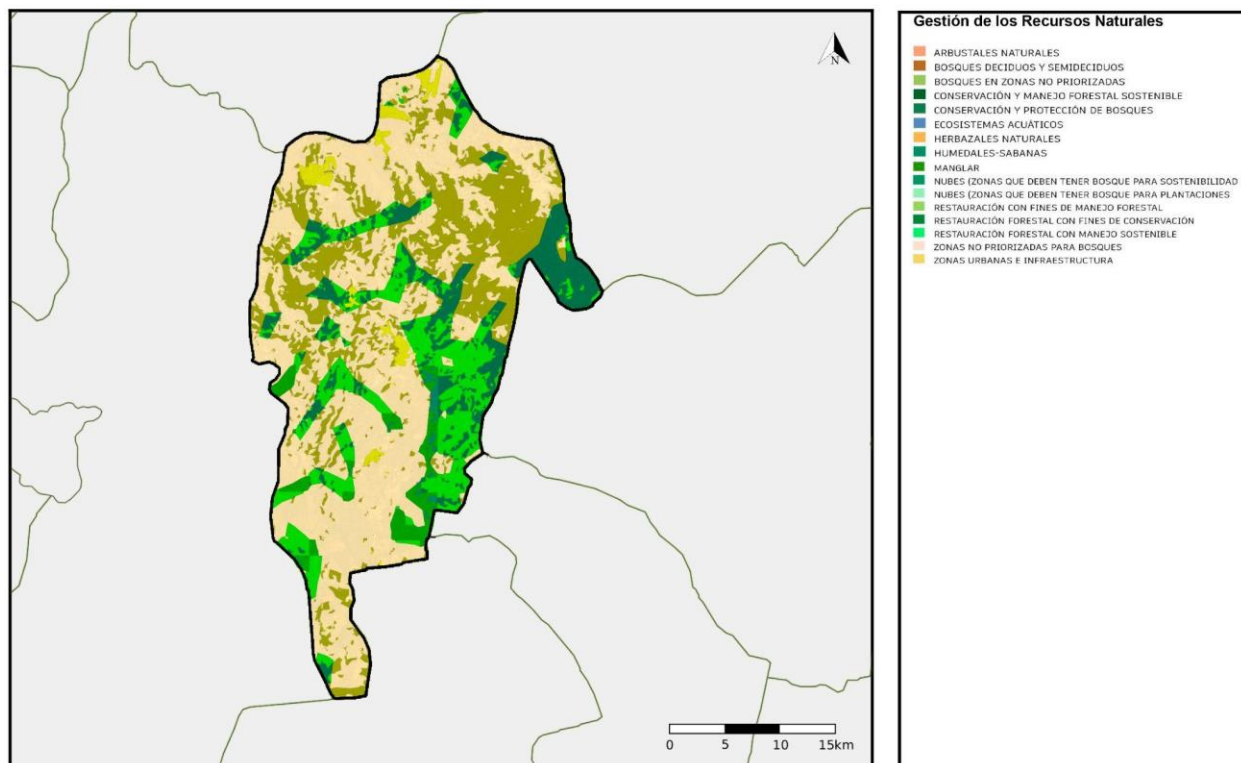 Gestión de los Recursos Naturales
ARBUSTALES NATURALES
BOSQUES DECIDUOS Y SEMIDECIDUOS
BOSQUES EN ZONAS NO PRIORIZADAS
CONSERVACIÓN Y MANEJO FORESTAL SOSTENIBLE
CONSERVACIÓN Y PROTECCIÓN DE BOSQUES
ECOSISTEMAS ACUÁTICOS
HERBAZALES NATURALES
HUMEDALES-SABANAS
MANGLAR
NUBES (ZONAS QUE DEBEN TENER BOSQUE PARA SOSTENIBILIDAD
NUBES (ZONAS QUE DEBEN TENER BOSQUE PARA PLANTACIONES
RESTAURACIÓN CON FINES DE MANEJO FORESTAL
RESTAURACIÓN FORESTAL CON FINES DE CONSERVACIÓN
RESTAURACIÓN FORESTAL CON MANEJO SOSTENIBLE
ZONAS NO PRIORIZADAS PARA BOSQUES
ZONAS URBANAS E INFRAESTRUCTURA
N
0 5 10 15km